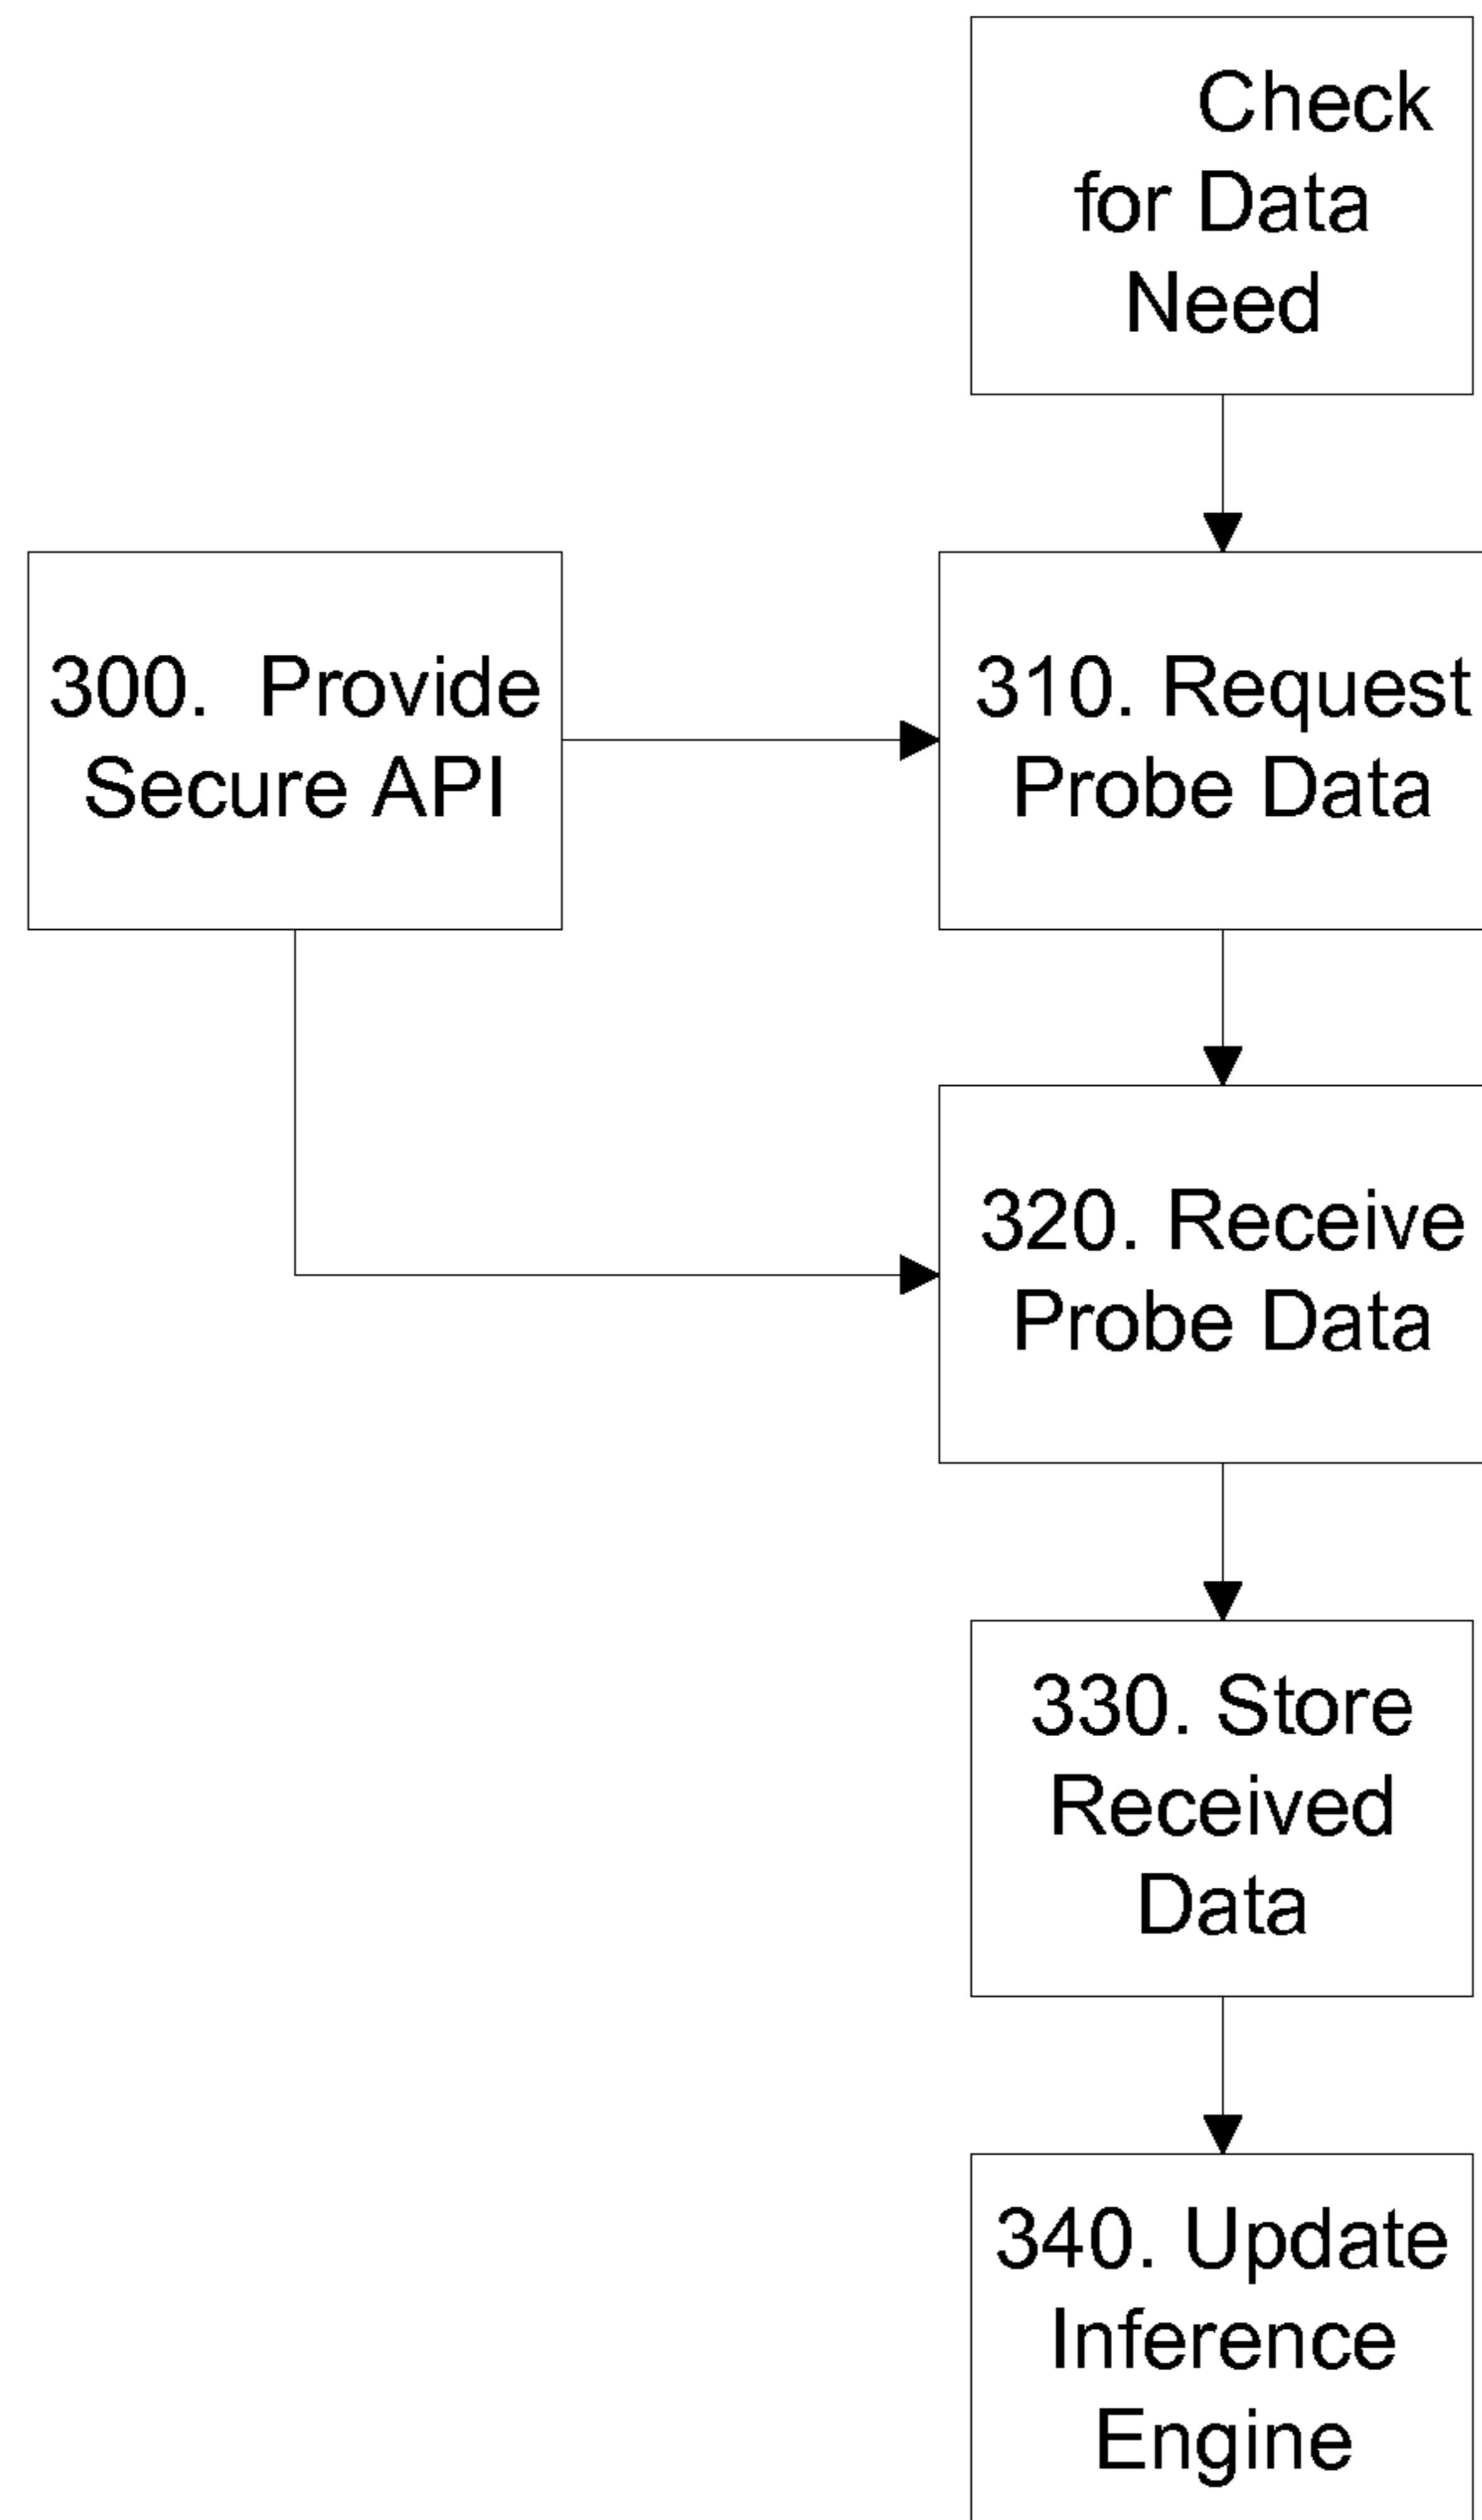 Check
for Data
Need
300.  Provide
Secure API
310. Request
Probe Data
320. Receive
Probe Data
330. Store
Received
Data
340. Update
Inference
Engine